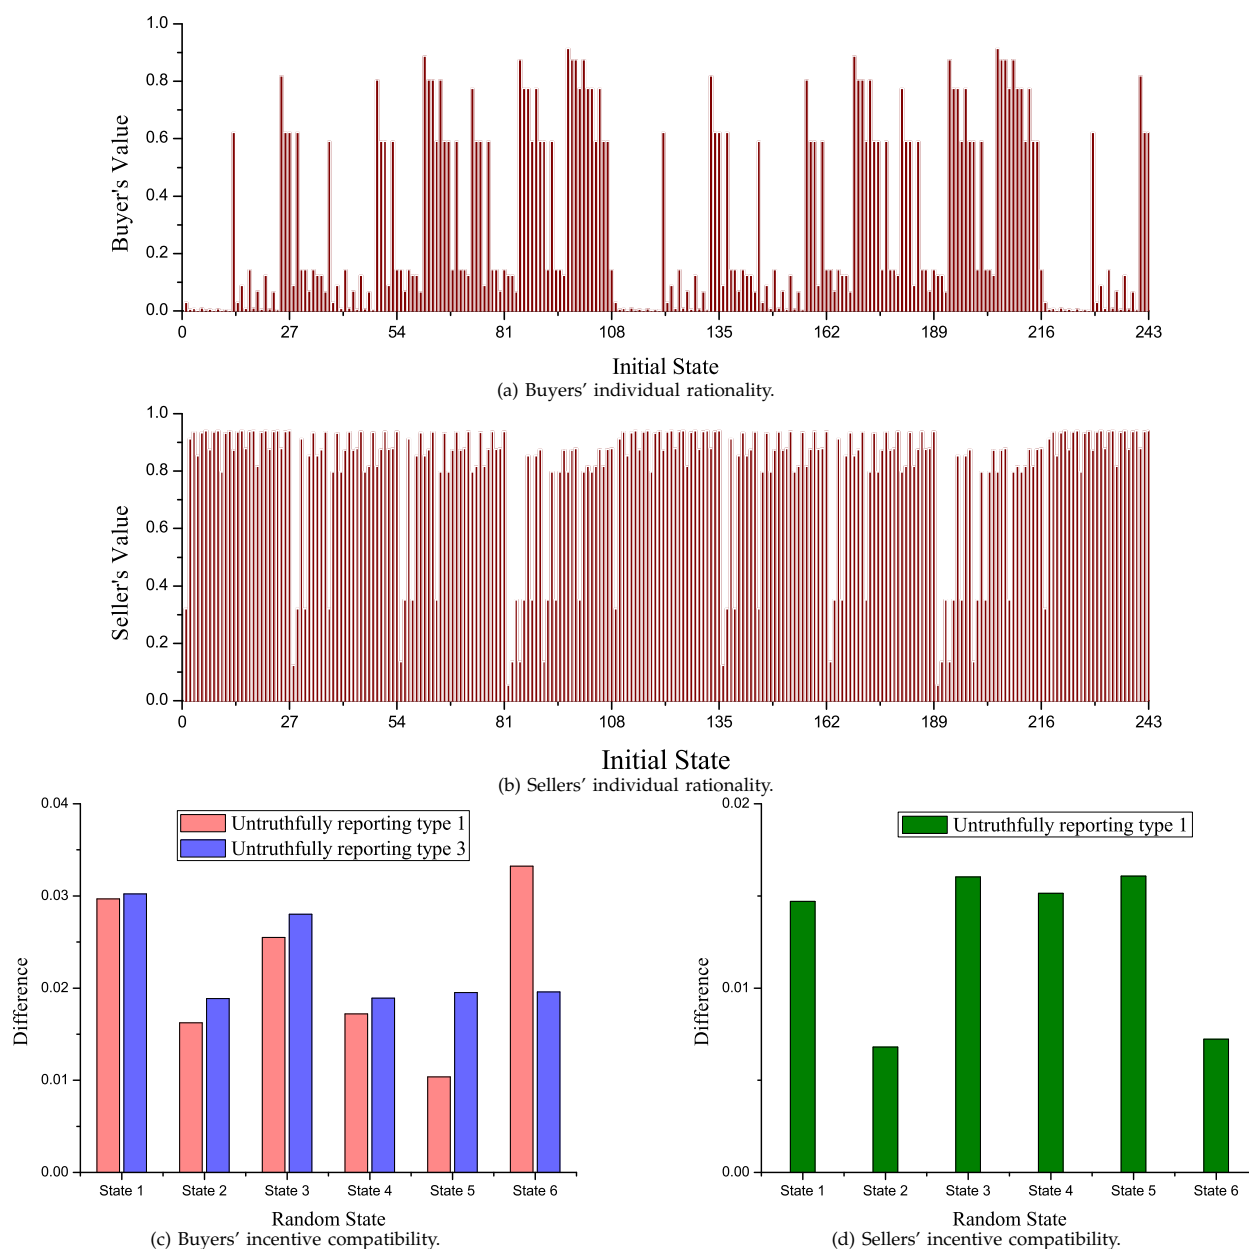 1.0
0.8
0.6
0.4
0.2
0.0
Buyer's Value
0 27 54 81 108 135 162 189 216 243
Initial State
(a) Buyers’ individual rationality.
1.0
0.8
0.6
0.4
0.2
0.0
Seller's Value
0 27 54 81 108 135 162 189 216 243
Initial State
(b) Sellers’ individual rationality.
0.04
0.03
0.02
0.01
0.00
Difference
Untruthfully reporting type 1
Untruthfully reporting type 3
State 1 State 2 State 3 State 4 State 5 State 6
Random State
(c) Buyers’ incentive compatibility.
0.02
0.01
0.00
Difference
Untruthfully reporting type 1
State 1 State 2 State 3 State 4 State 5 State 6
Random State
(d) Sellers’ incentive compatibility.